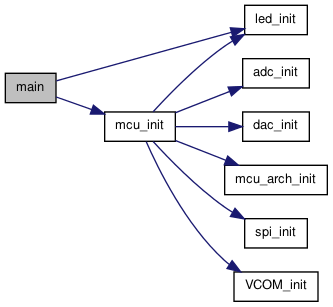 main
mcu_init
led_init
adc_init
dac_init
mcu_arch_init
spi_init
VCOM_init